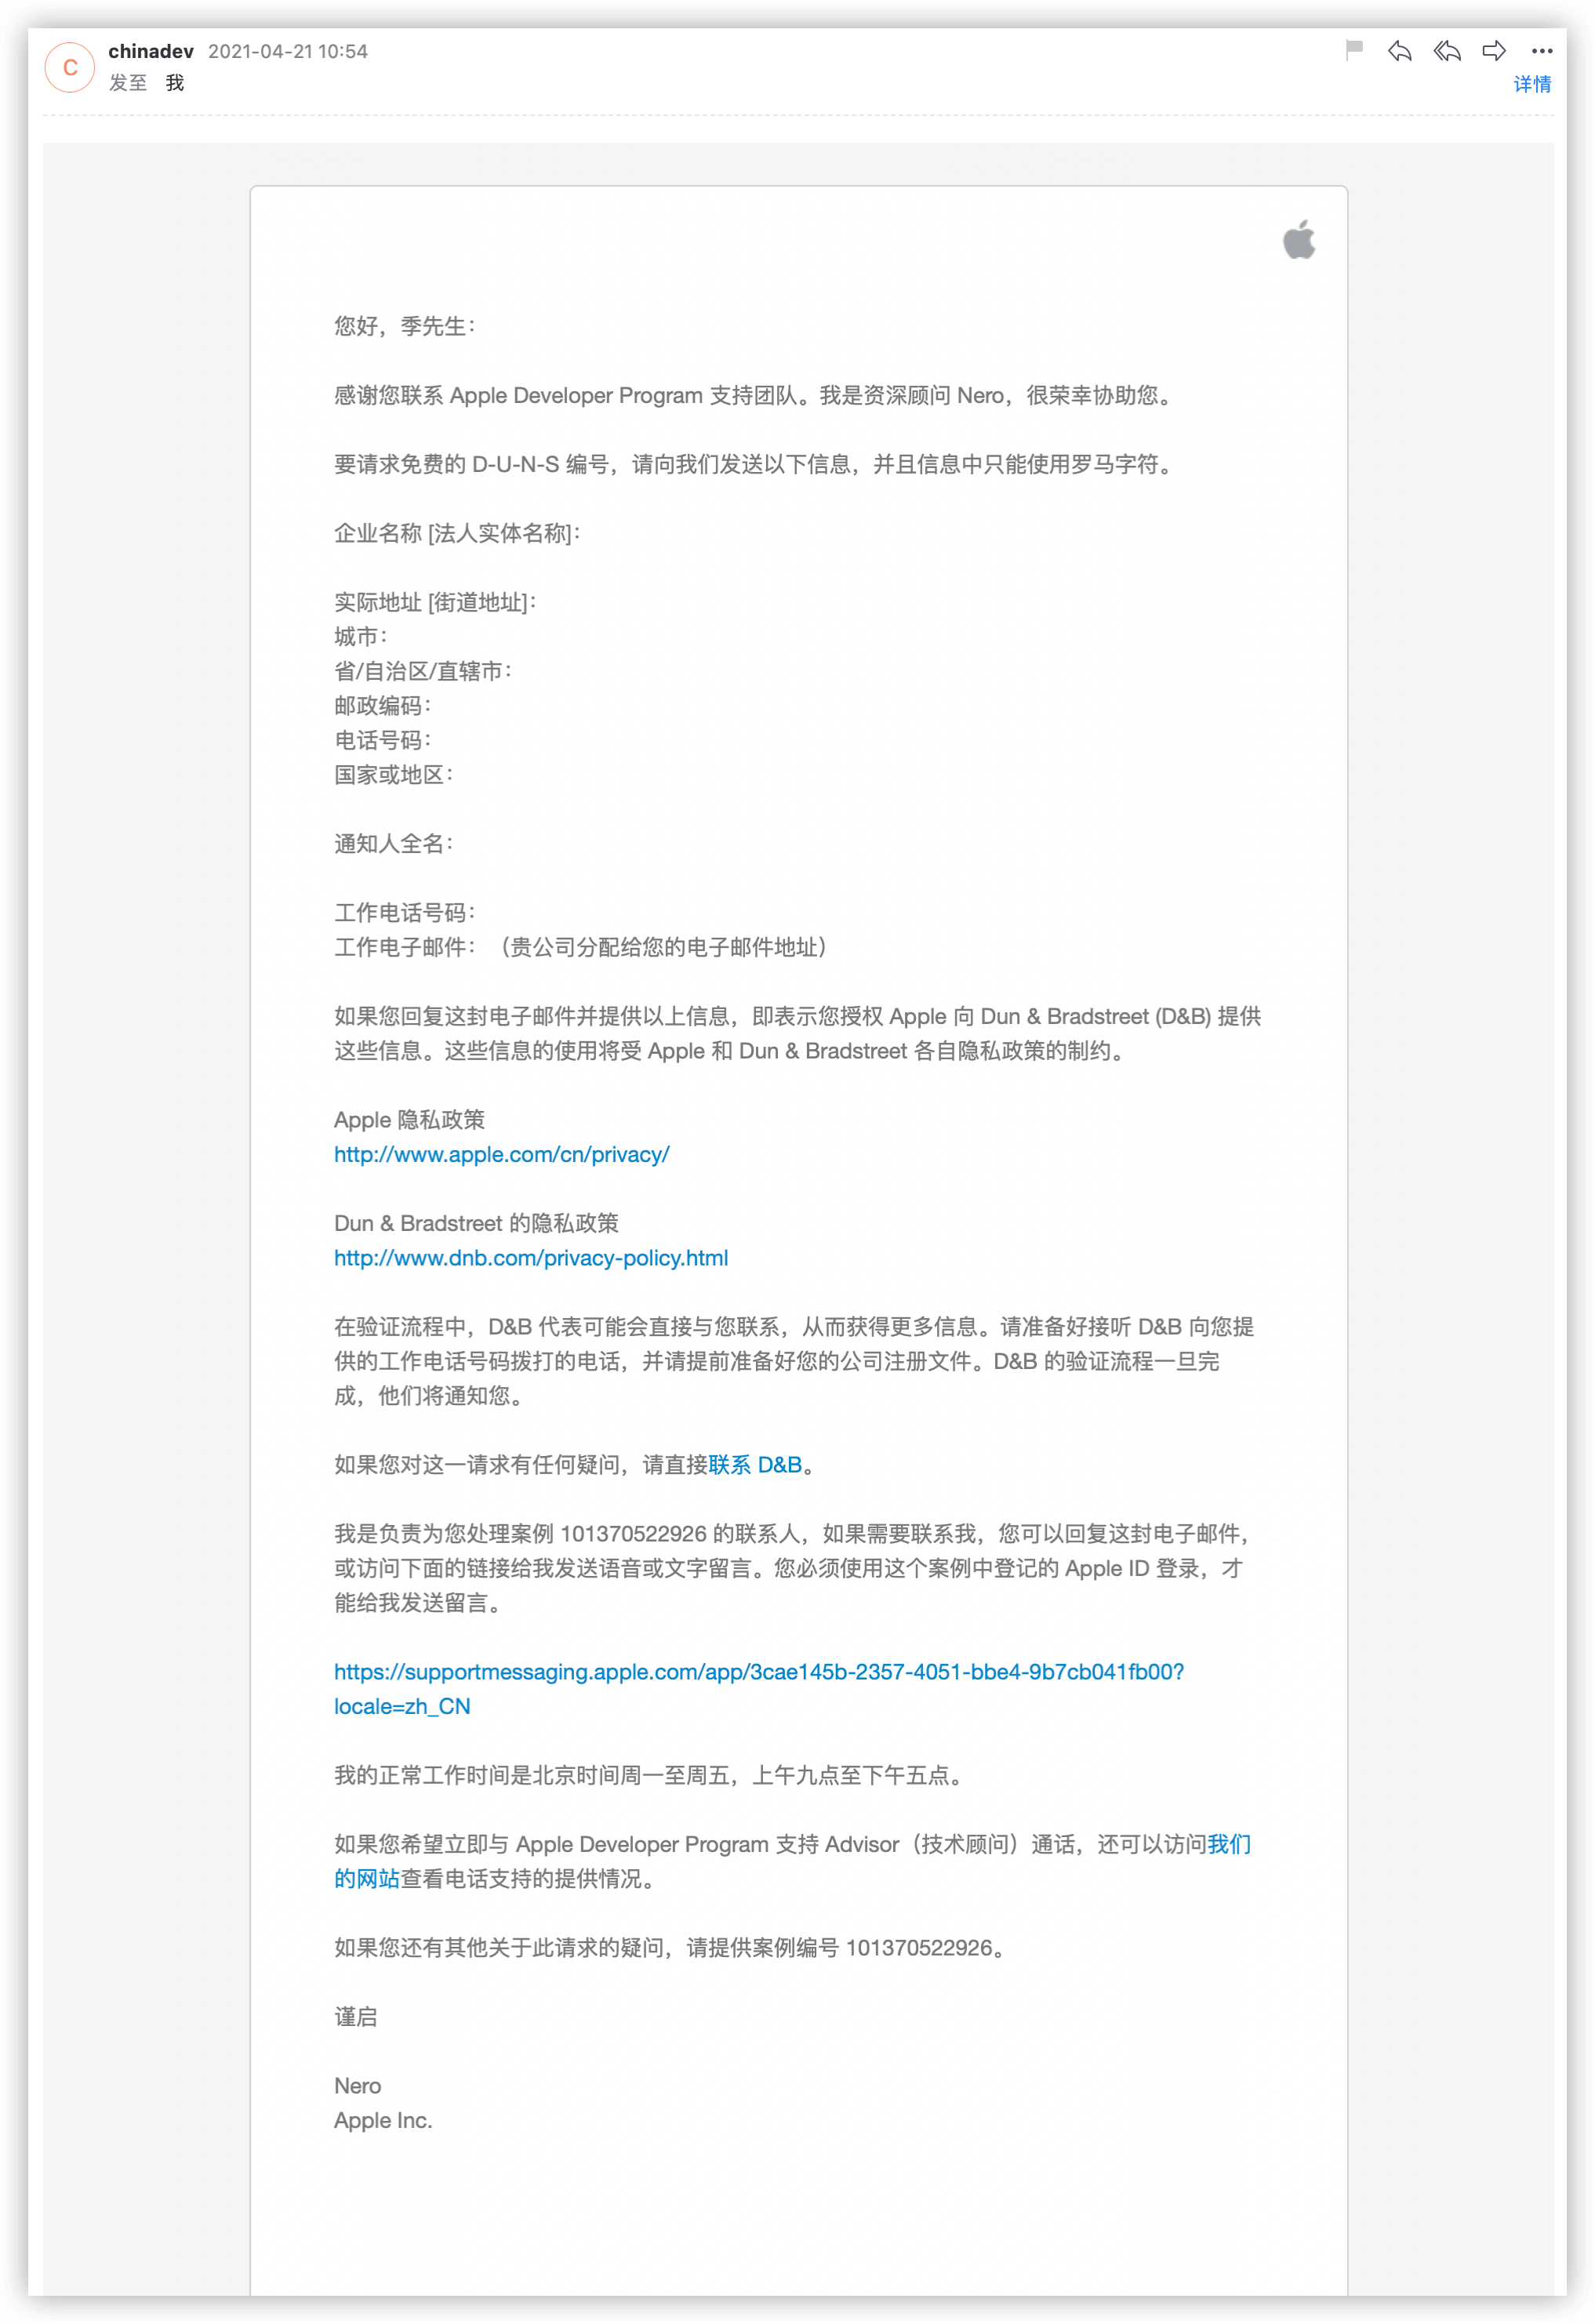 C
chinadev 2021-04-21 10:54
发至 我
详情
您好，季先生：
感谢您联系 Apple Developer Program 支持团队。我是资深顾问 Nero，很荣幸协助您。
要请求免费的 D-U-N-S 编号，请向我们发送以下信息，并且信息中只能使用罗马字符。
企业名称 [法人实体名称]：
实际地址 [街道地址]：
城市：
省/自治区/直辖市：
邮政编码：
电话号码：
国家或地区：
通知人全名：
工作电话号码：
工作电子邮件：（贵公司分配给您的电子邮件地址）
如果您回复这封电子邮件并提供以上信息，即表示您授权 Apple 向 Dun & Bradstreet (D&B) 提供
这些信息。这些信息的使用将受 Apple 和 Dun & Bradstreet 各自隐私政策的制约。
Apple 隐私政策
http://www.apple.com/cn/privacy/
Dun & Bradstreet 的隐私政策
http://www.dnb.com/privacy-policy.html
在验证流程中，D&B 代表可能会直接与您联系，从而获得更多信息。请准备好接听 D&B 向您提
供的工作电话号码拨打的电话，并请提前准备好您的公司注册文件。D&B 的验证流程一旦完
成，他们将通知您。
如果您对这一请求有任何疑问，请直接联系 D&B。
我是负责为您处理案例 101370522926 的联系人，如果需要联系我，您可以回复这封电子邮件，
或访问下面的链接给我发送语音或文字留言。您必须使用这个案例中登记的 Apple ID 登录，才
能给我发送留言。
https://supportmessaging.apple.com/app/3cae145b-2357-4051-bbe4-9b7cb041fb00?
locale=zh_CN
我的正常工作时间是北京时间周一至周五，上午九点至下午五点。
如果您希望立即与 Apple Developer Program 支持 Advisor（技术顾问）通话，还可以访问我们
的网站查看电话支持的提供情况。
如果您还有其他关于此请求的疑问，请提供案例编号 101370522926。
谨启
Nero
Apple Inc.